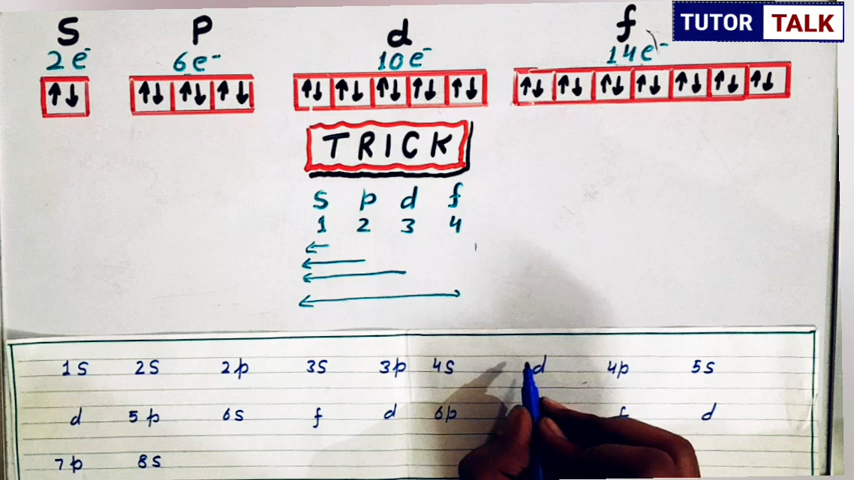 TUTOR TALK
S P d f
2e⁻ 6e⁻ 10e⁻ 14e⁻
↑↓ ↑↓ ↑↓ ↑↓ ↑↓ ↑↓ ↑↓ ↑↓ ↑↓ ↑↓ ↑↓ ↑↓ ↑↓ ↑↓ ↑↓ ↑↓
TRICK
s p d f
1 2 3 4
1s 2s 2p 3s 3p 4s d 4p 5s
d 5p 6s f d 6p f d
7p 8s